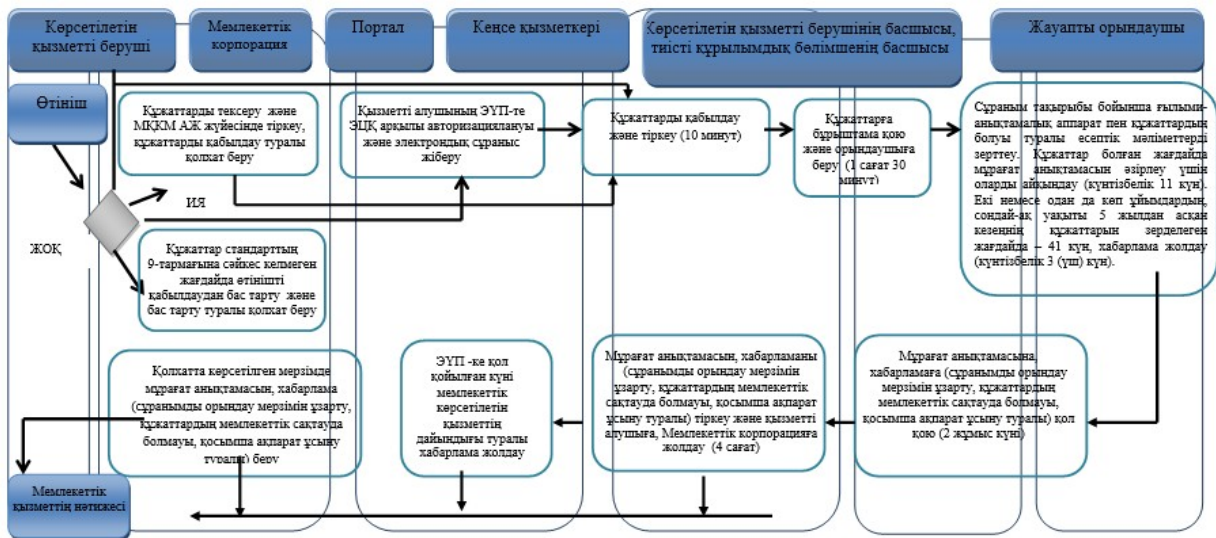 Көрсетілетін
қызметті беруші
Мемлекеттік
корпорация
Портал
Кеңсе қызметкері
Көрсетілетін қызметті берушінің басшысы,
тиісті құрылымдық бөлімшенің басшысы
Жауапты орындаушы
Өтініш
Құжаттарды тексеру және
МҚКМ АЖ жүйесінде тіркеу,
құжаттарды қабылдау туралы
қолхат беру
Қызметті алушының ЭҮП-те
ЭЦҚ арқылы авторизациялануы
және электрондық сұраныс
жіберу
Құжаттарды қабылдау
және тіркеу (10 минут)
Құжаттарға
бұрыштама қою
және орындаушыға
беру (1 сағат 30
минут)
Сұраным тақырыбы бойынша ғылыми-
анықтамалық аппарат пен құжаттардың
болуы туралы есептік мәліметтерді
зерттеу. Құжаттар болған жағдайда
мұрағат анықтамасын әзірлеу үшін
оларды айқындау (күнтізбелік 11 күн).
Екі немесе одан да көп ұйымдардың,
сондай-ақ уақыты 5 жылдан асқан
кезеңнің құжаттарын зерделеген
жағдайда – 41 күн, хабарлама жолдау
(күнтізбелік 3 (үш) күн).
ИЯ
ЖОҚ
Құжаттар стандарттың
9-тармағына сәйкес келмеген
жағдайда өтінішті
қабылдаудан бас тарту және
бас тарту туралы қолхат беру
Қолхатта көрсетілген мерзімде
мұрағат анықтамасын, хабарлама
(сұранымды орындау мерзімін ұзарту,
құжаттардың мемлекеттік сақтауда
болмауы, қосымша ақпарат ұсыну
туралы) беру
ЭҮП -ке қол
қойылған күні
мемлекеттік
көрсетілетін
қызметтің
дайындығы туралы
хабарлама жолдау
Мұрағат анықтамасын, хабарламаны
(сұранымды орындау мерзімін
ұзарту, құжаттардың мемлекеттік
сақтауда болмауы, қосымша ақпарат
ұсыну туралы) тіркеу және қызметті
алушыға, Мемлекеттік корпорацияға
жолдау (4 сағат)
Мұрағат анықтамасына,
хабарламаға (сұранымды орындау
мерзімін ұзарту, құжаттардың
мемлекеттік сақтауда болмауы,
қосымша ақпарат ұсыну туралы) қол
қою (2 жұмыс күні)
Мемлекеттік
қызметтің нәтижесі